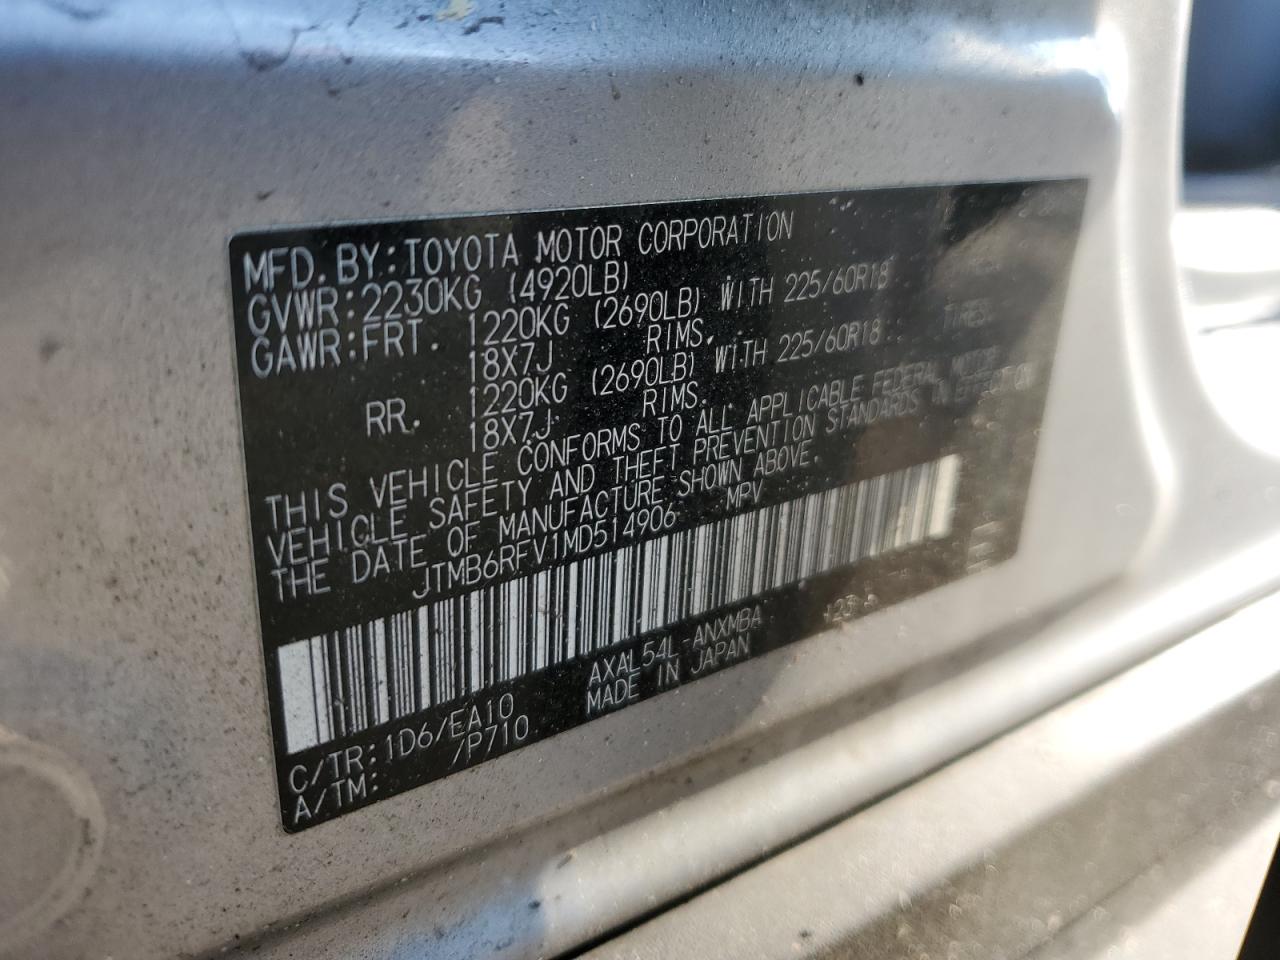 MFD. BY: TOYOTA MOTOR CORPORATION
GVWR: 2230KG (4920LB)
GAWR: FRT. 1220KG (2690LB) WITH 225/60R18 TIRES,
18X7J RIMS.
RR. 1220KG (2690LB) WITH 225/60R18 TIRES,
18X7J RIMS.
THIS VEHICLE CONFORMS TO ALL APPLICABLE FEDERAL MOTOR
VEHICLE SAFETY AND THEFT PREVENTION STANDARDS IN EFFECT ON
THE DATE OF MANUFACTURE SHOWN ABOVE.
JTMB6RFV1MD514906 MPV
C/TR: 1D6/EA10 AXAL54L-ANXMBA
A/TM: /P710 MADE IN JAPAN